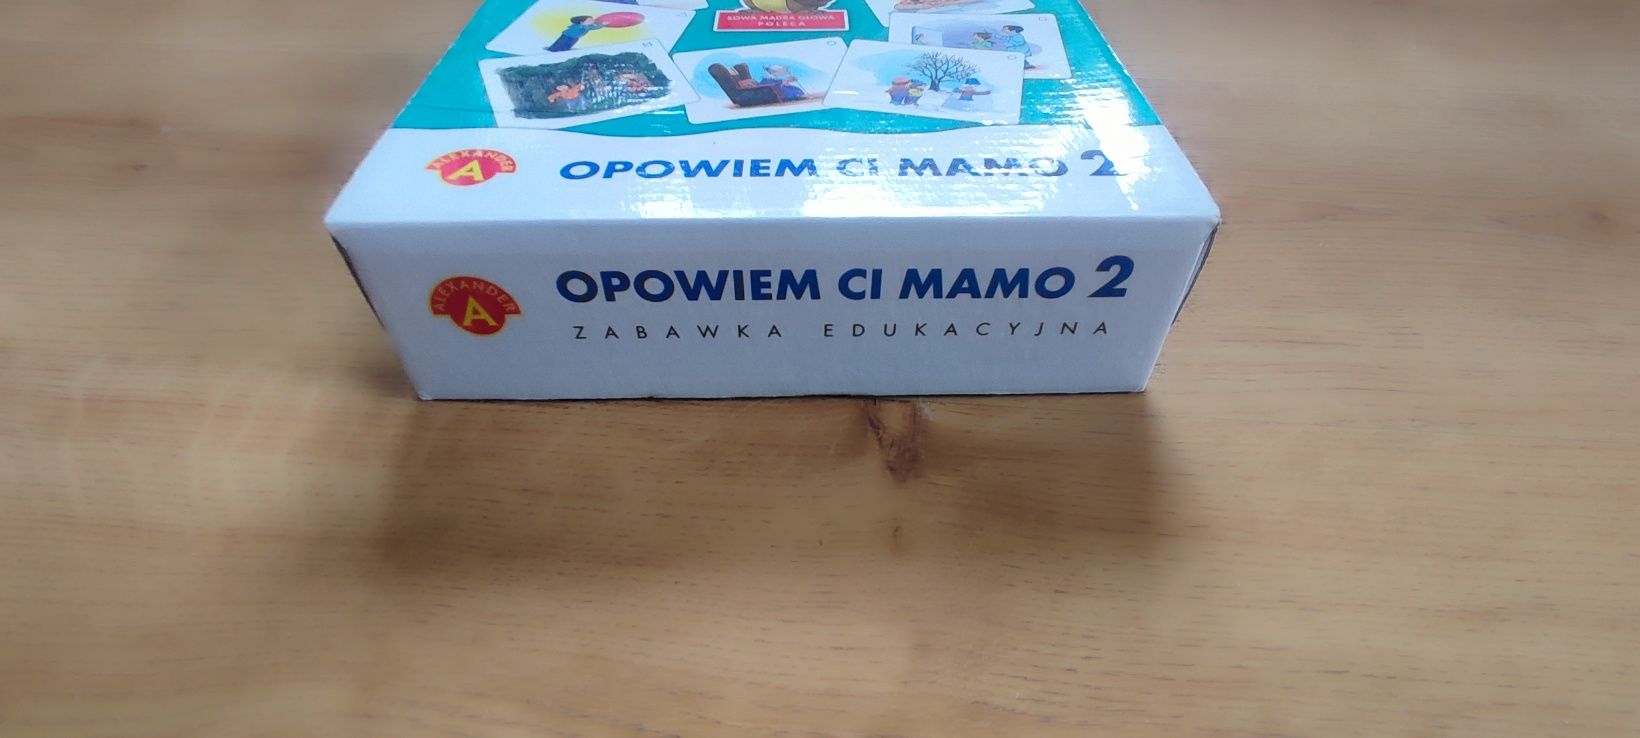 SOWA MĄDRA GŁOWA
POLECA
ALEXANDER
A
OPOWIEM CI MAMO 2
ALEXANDER
A
OPOWIEM CI MAMO 2
ZABAWKA EDUKACYJNA